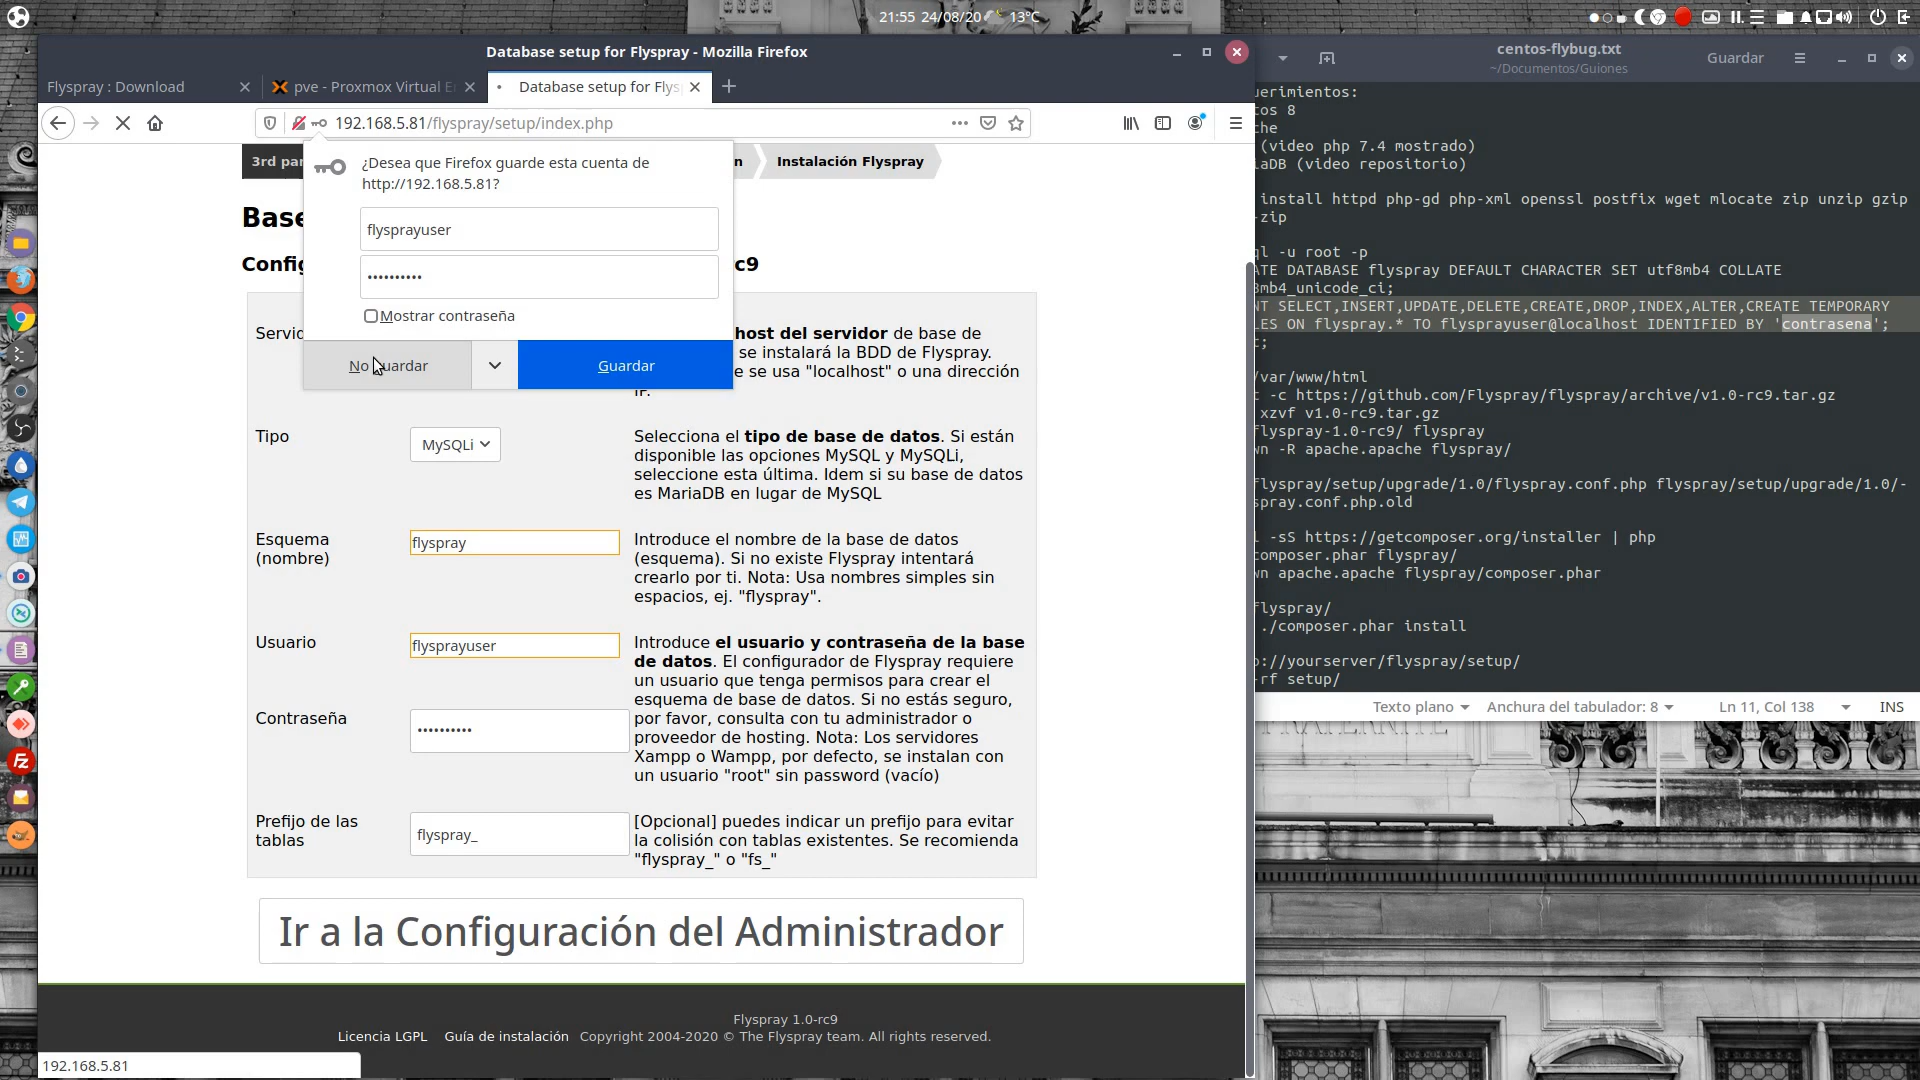 21:55 24/08/20 13°C
Database setup for Flyspray - Mozilla Firefox
Flyspray : Download
pve - Proxmox Virtual E
Database setup for Flys
192.168.5.81/flyspray/setup/index.php
3rd par
n
Instalación Flyspray
¿Desea que Firefox guarde esta cuenta de
http://192.168.5.81?
flysprayuser
••••••••••
Mostrar contraseña
No guardar
Guardar
Base
Config
c9
Servid
host del servidor de base de
se instalará la BDD de Flyspray.
e se usa "localhost" o una dirección
IP.
Tipo
MySQLi
Selecciona el tipo de base de datos. Si están
disponible las opciones MySQL y MySQLi,
seleccione esta última. Idem si su base de datos
es MariaDB en lugar de MySQL
Esquema
(nombre)
flyspray
Introduce el nombre de la base de datos
(esquema). Si no existe Flyspray intentará
crearlo por ti. Nota: Usa nombres simples sin
espacios, ej. "flyspray".
Usuario
flysprayuser
Introduce el usuario y contraseña de la base
de datos. El configurador de Flyspray requiere
un usuario que tenga permisos para crear el
esquema de base de datos. Si no estás seguro,
por favor, consulta con tu administrador o
proveedor de hosting. Nota: Los servidores
Xampp o Wampp, por defecto, se instalan con
un usuario "root" sin password (vacío)
Contraseña
••••••••••
Prefijo de las
tablas
flyspray_
[Opcional] puedes indicar un prefijo para evitar
la colisión con tablas existentes. Se recomienda
"flyspray_" o "fs_"
Ir a la Configuración del Administrador
Flyspray 1.0-rc9
Licencia LGPL Guía de instalación Copyright 2004-2020 © The Flyspray team. All rights reserved.
192.168.5.81
centos-flybug.txt
~/Documentos/Guiones
Guardar
uerimientos:
tos 8
che
(video php 7.4 mostrado)
iaDB (video repositorio)
install httpd php-gd php-xml openssl postfix wget mlocate zip unzip gzip
-zip
ql -u root -p
ATE DATABASE flyspray DEFAULT CHARACTER SET utf8mb4 COLLATE
8mb4_unicode_ci;
NT SELECT,INSERT,UPDATE,DELETE,CREATE,DROP,INDEX,ALTER,CREATE TEMPORARY
LES ON flyspray.* TO flysprayuser@localhost IDENTIFIED BY 'contrasena';
t;
/var/www/html
t -c https://github.com/Flyspray/flyspray/archive/v1.0-rc9.tar.gz
xzvf v1.0-rc9.tar.gz
flyspray-1.0-rc9/ flyspray
wn -R apache.apache flyspray/
flyspray/setup/upgrade/1.0/flyspray.conf.php flyspray/setup/upgrade/1.0/-
spray.conf.php.old
l -sS https://getcomposer.org/installer | php
composer.phar flyspray/
wn apache.apache flyspray/composer.phar
flyspray/
./composer.phar install
p://yourserver/flyspray/setup/
-rf setup/
Texto plano Anchura del tabulador: 8 Ln 11, Col 138 INS